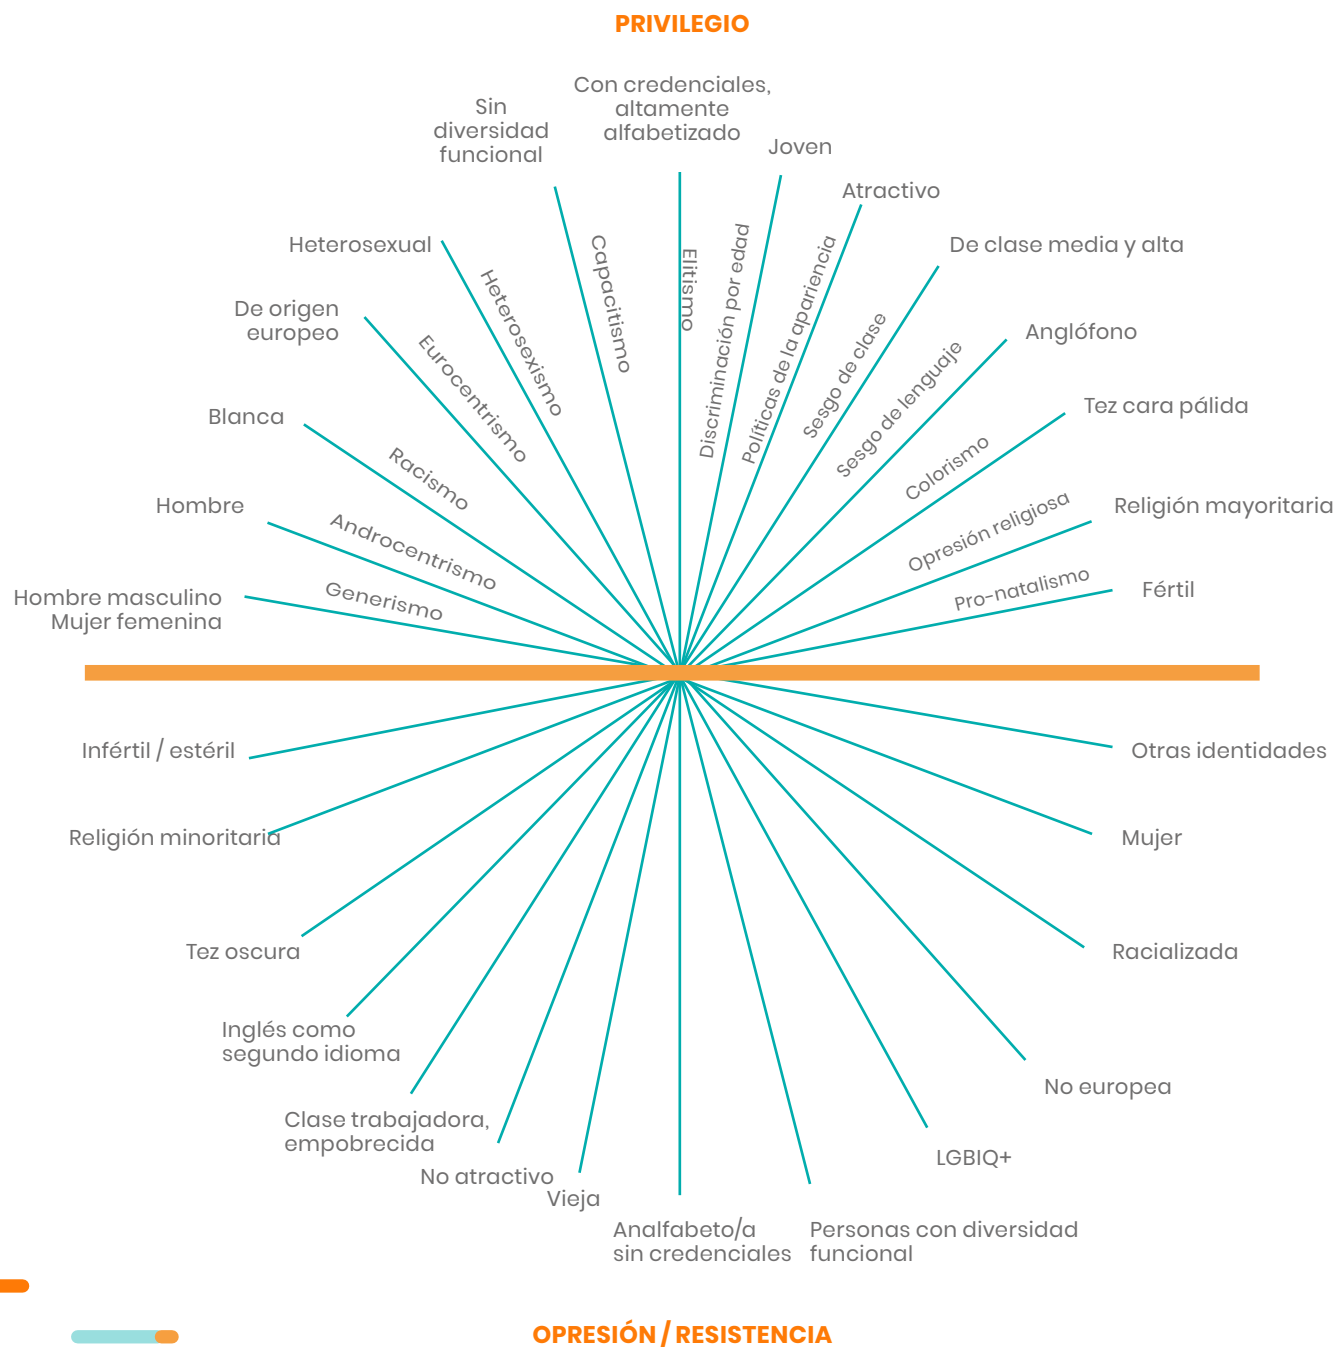 PRIVILEGIO
Con credenciales,
altamente
alfabetizado
Sin
diversidad
funcional
Joven
Atractivo
Heterosexual
De clase media y alta
De origen
europeo
Anglófono
Blanca
Tez cara pálida
Hombre
Religión mayoritaria
Hombre masculino
Mujer femenina
Fértil
Generismo
Androcentrismo
Racismo
Eurocentrismo
Heterosexismo
Capacitismo
Elitismo
Discriminación por edad
Políticas de la apariencia
Sesgo de clase
Sesgo de lenguaje
Colorismo
Opresión religiosa
Pro-natalismo
Infértil / estéril
Otras identidades
Religión minoritaria
Mujer
Tez oscura
Racializada
Inglés como
segundo idioma
No europea
Clase trabajadora,
empobrecida
LGBIQ+
No atractivo
Vieja
Analfabeto/a
sin credenciales
Personas con diversidad
funcional
OPRESIÓN / RESISTENCIA